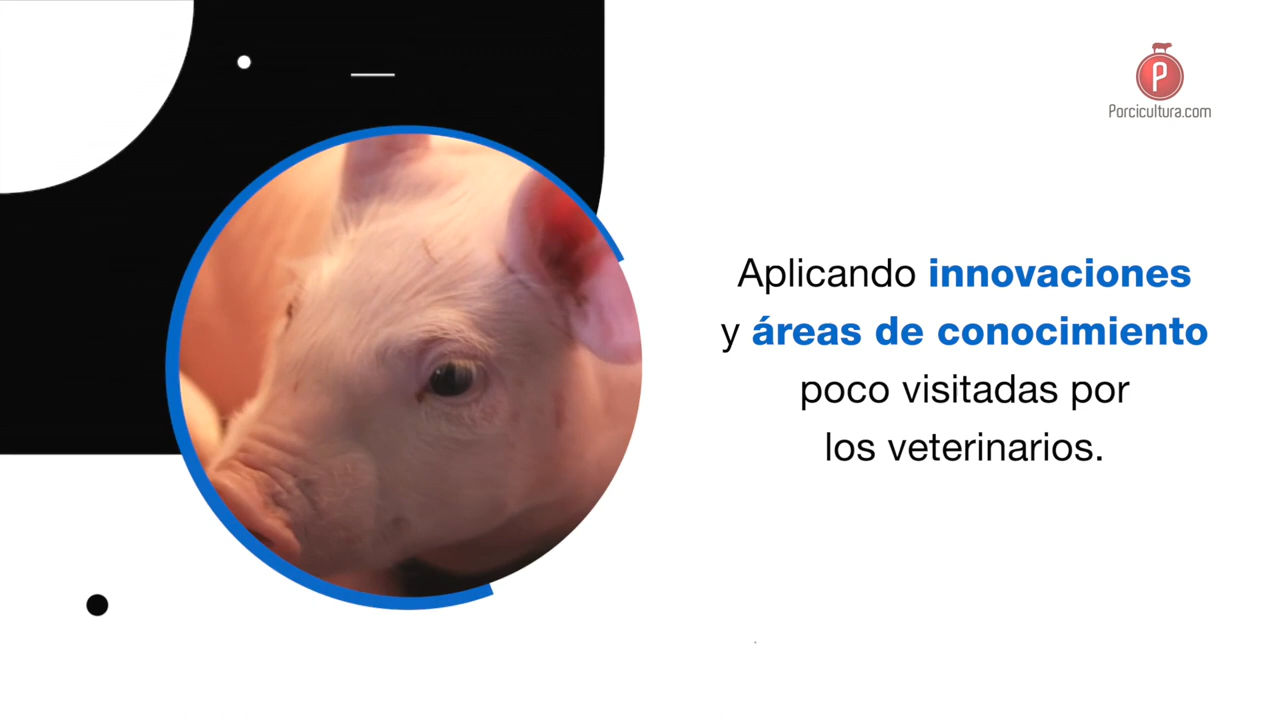 P
Porcicultura.com
Aplicando innovaciones
y áreas de conocimiento
poco visitadas por
los veterinarios.